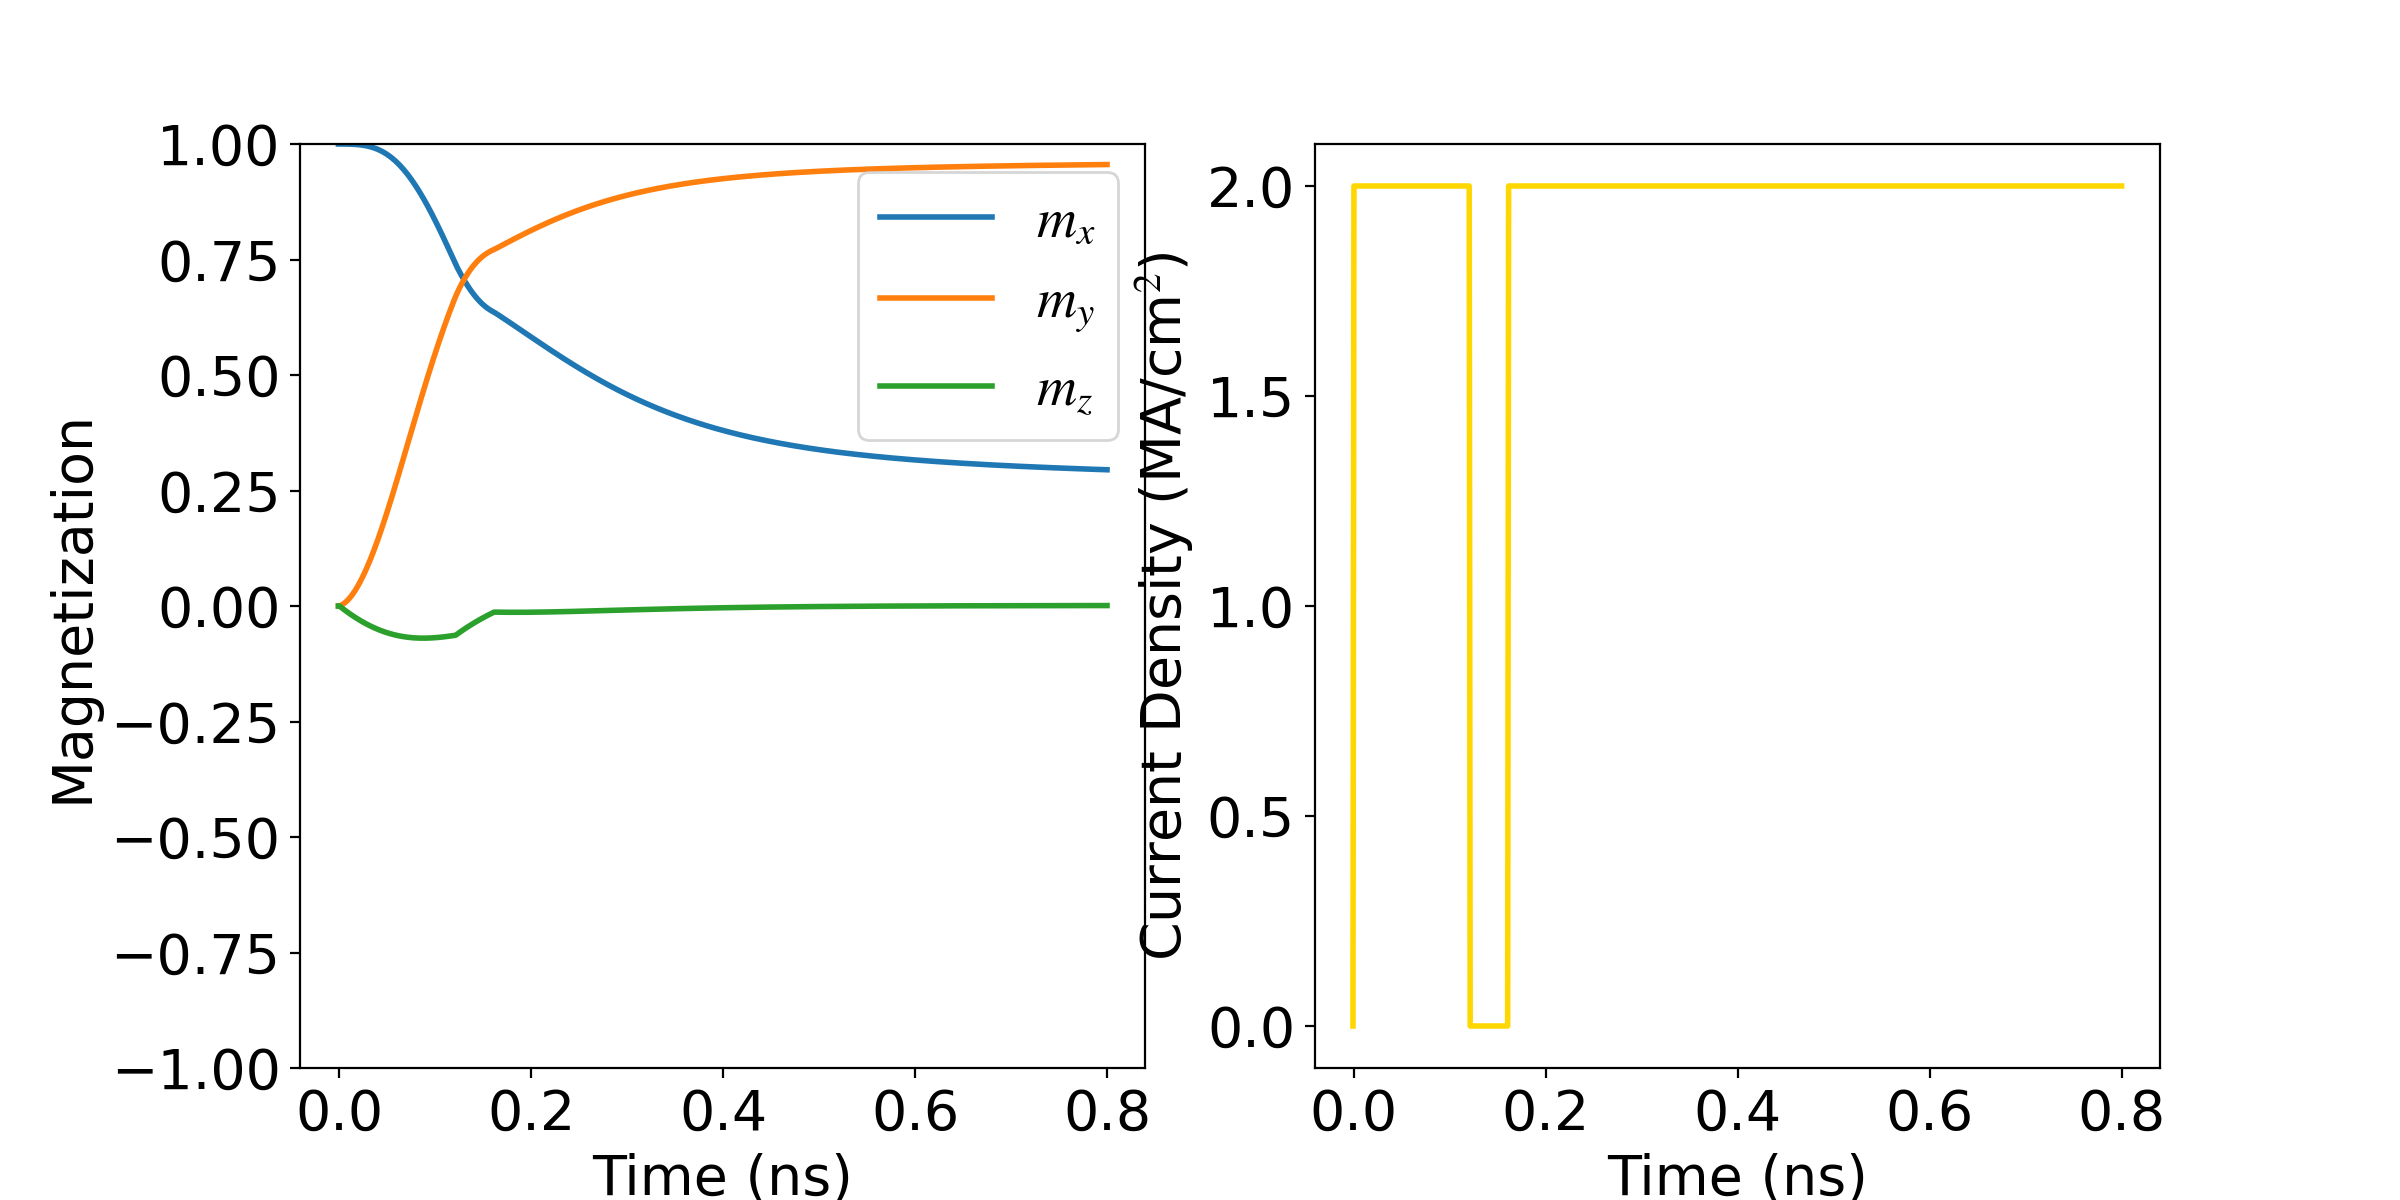 1.00
0.75
0.50
0.25
0.00
−0.25
−0.50
−0.75
−1.00
Magnetization
0.0 0.2 0.4 0.6 0.8
Time (ns)
m_x
m_y
m_z
2.0
1.5
1.0
0.5
0.0
Current Density (MA/cm²)
0.0 0.2 0.4 0.6 0.8
Time (ns)